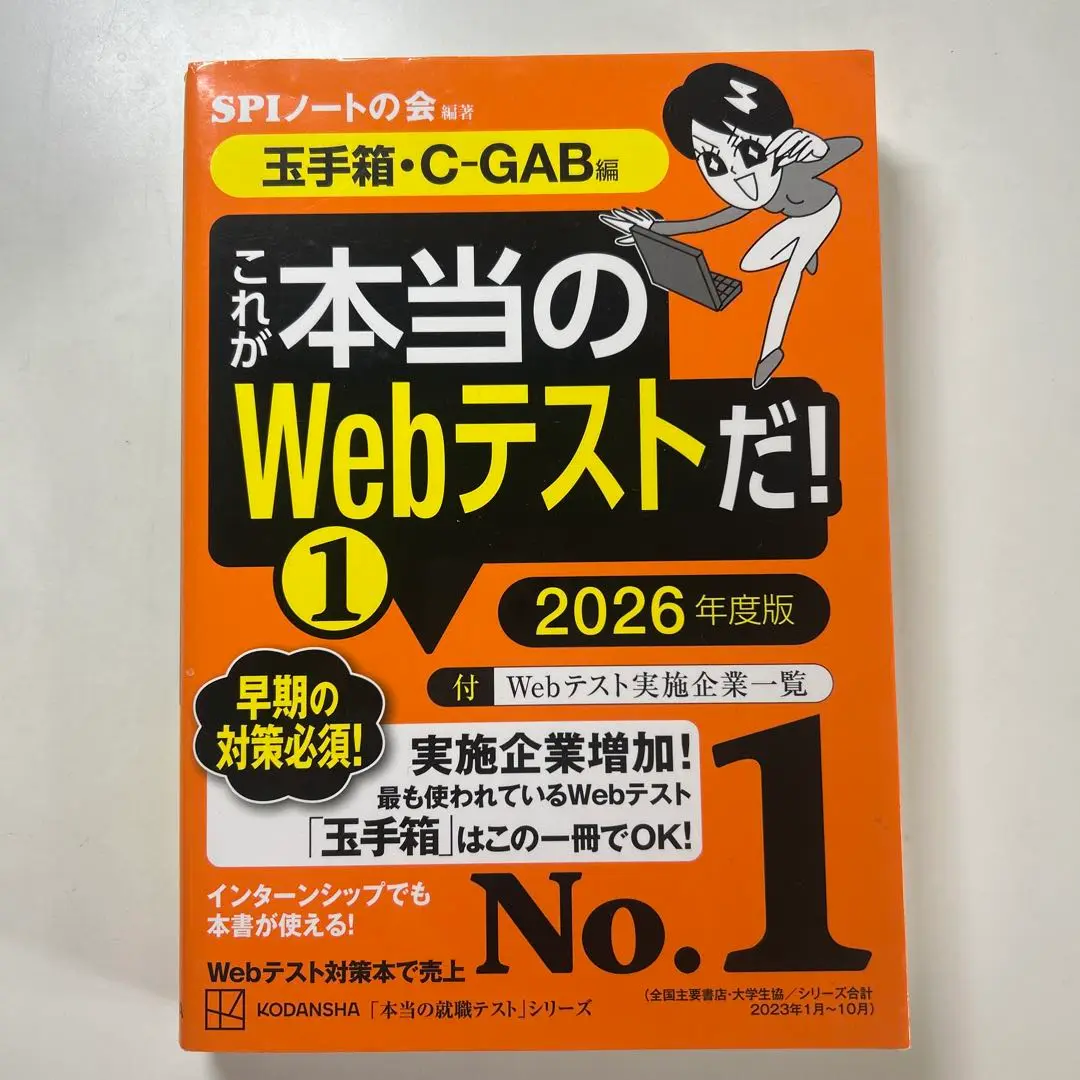 SPIノートの会 編著
玉手箱・C-GAB編
これが
本当の
Webテストだ!
1
2026年度版
付 Webテスト実施企業一覧
早期の
対策必須!
実施企業増加!
最も使われているWebテスト
「玉手箱」はこの一冊でOK!
インターンシップでも
本書が使える!
Webテスト対策本で売上
No.1
KODANSHA 「本当の就職テスト」シリーズ
(全国主要書店・大学生協/シリーズ合計
2023年1月~10月)